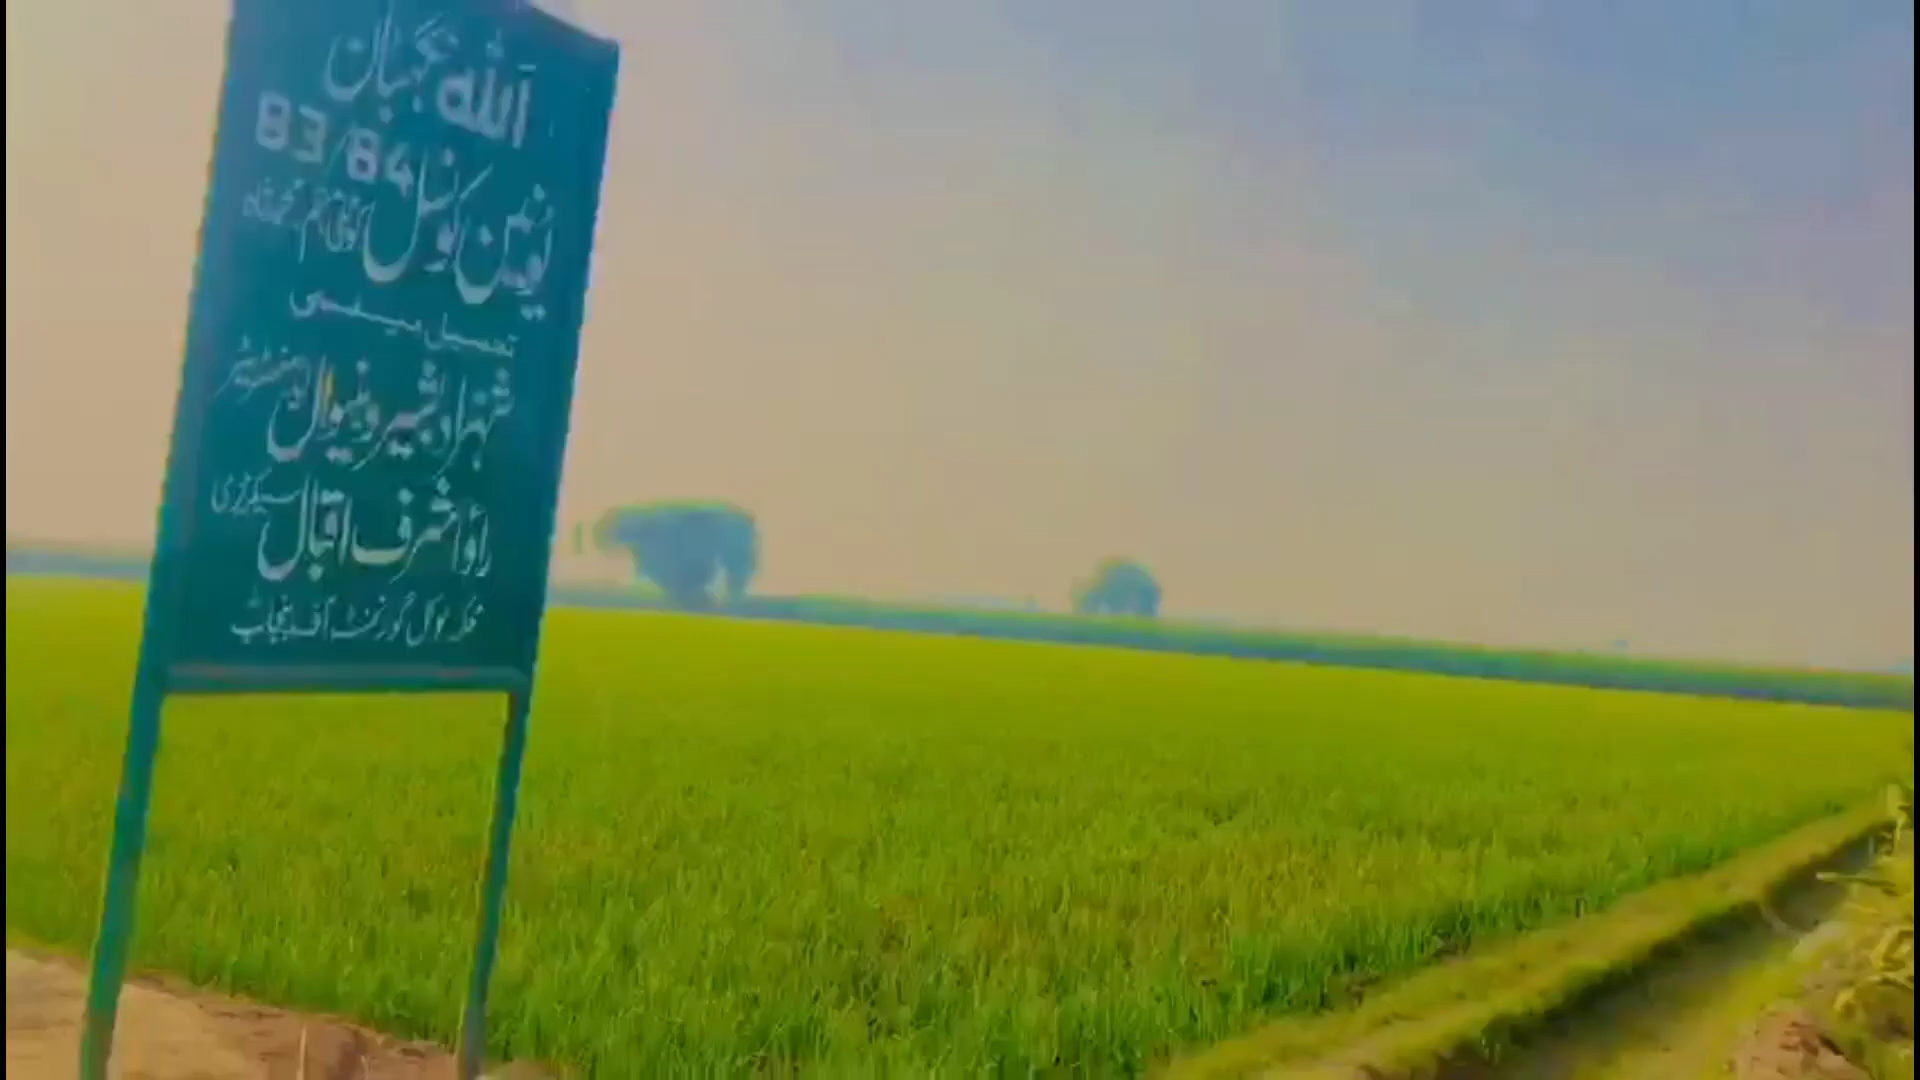 اللہ نگہبان
83/84
یونین کونسل
تحصیل میلسی
شہزاد بشیر وینیوال
راؤ اشرف اقبال سیکرٹری
محکمہ لوکل گورنمنٹ آف پنجاب